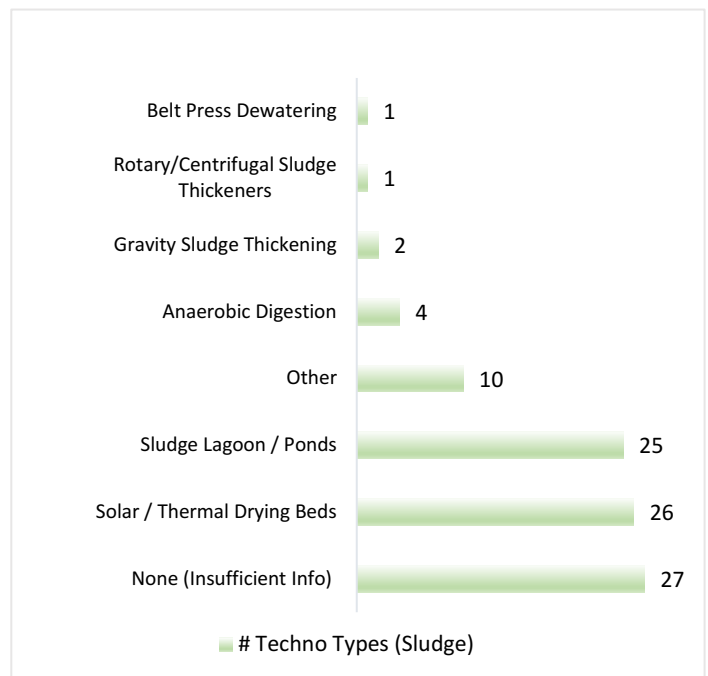 Belt Press Dewatering 1
Rotary/Centrifugal Sludge
Thickeners 1
Gravity Sludge Thickening 2
Anaerobic Digestion 4
Other 10
Sludge Lagoon / Ponds 25
Solar / Thermal Drying Beds 26
None (Insufficient Info) 27
# Techno Types (Sludge)